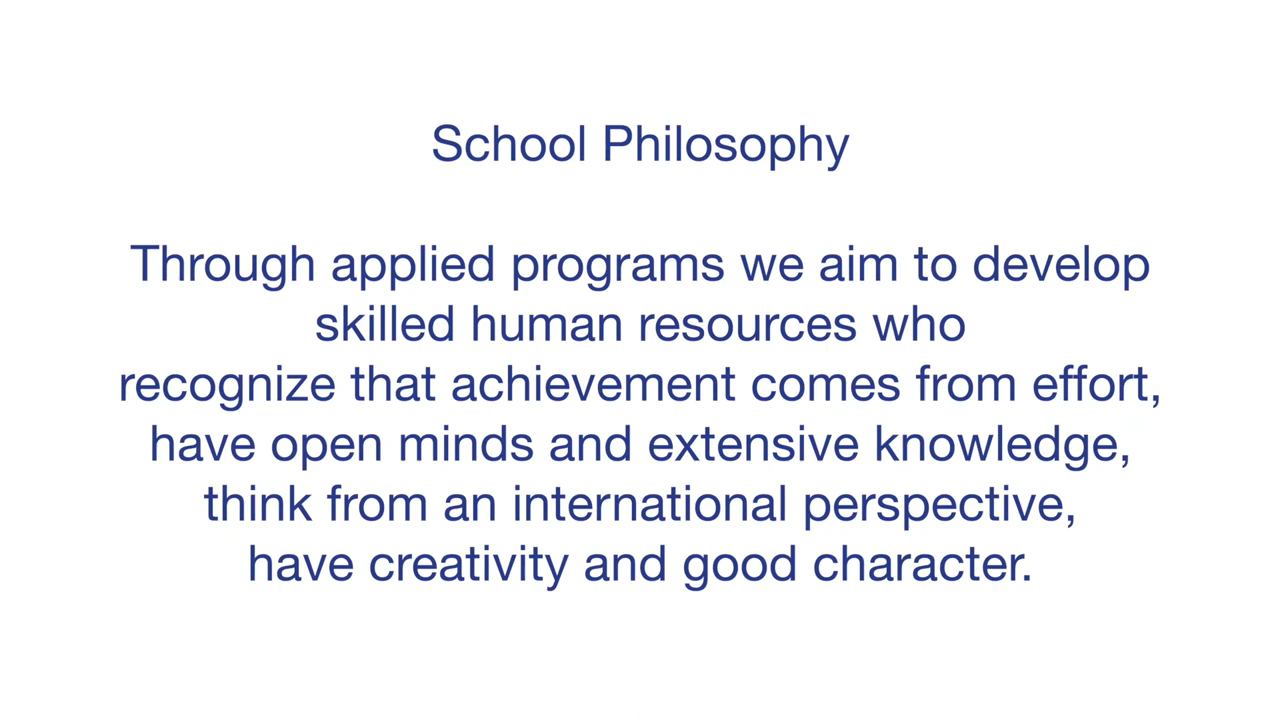 School Philosophy
Through applied programs we aim to develop
skilled human resources who
recognize that achievement comes from effort,
have open minds and extensive knowledge,
think from an international perspective,
have creativity and good character.